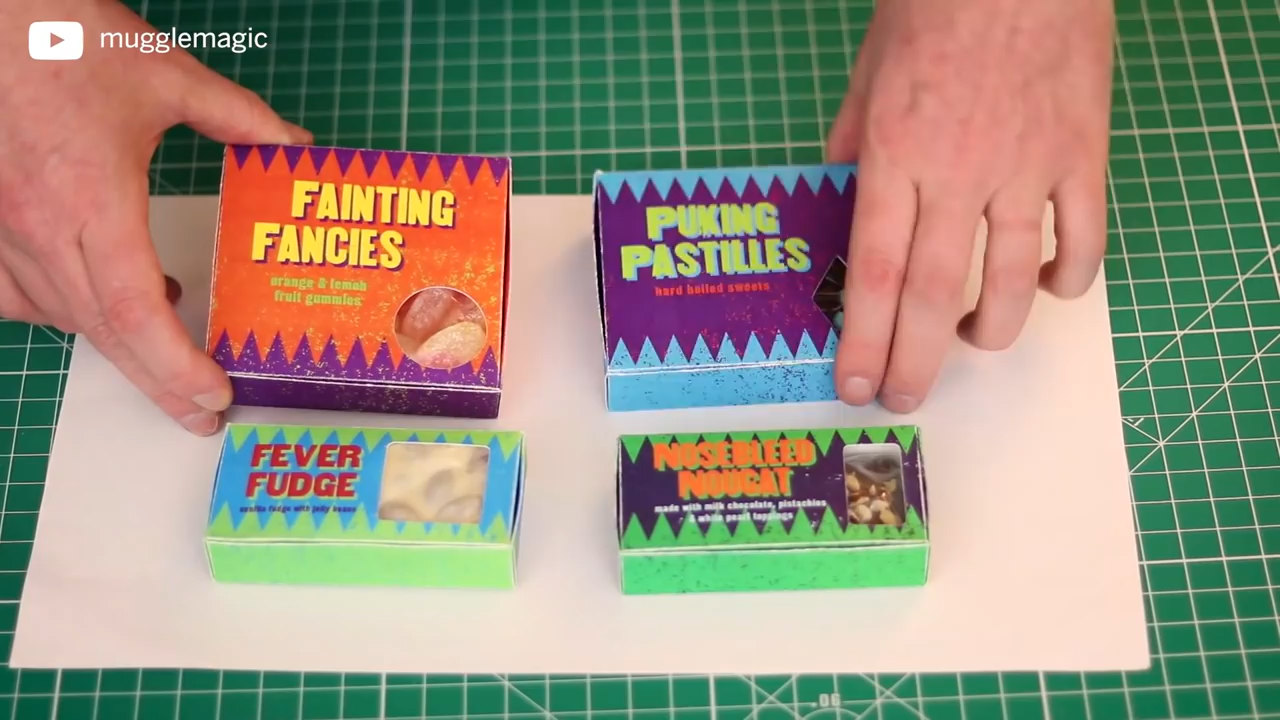 mugglemagic
FAINTING
FANCIES
orange & lemon
fruit gummies
PUKING
PASTILLES
hard boiled sweets
FEVER
FUDGE
vanilla fudge with jelly beans
NOSEBLEED
NOUGAT
made with milk chocolate, pistachios
& white pearl toppings
90.